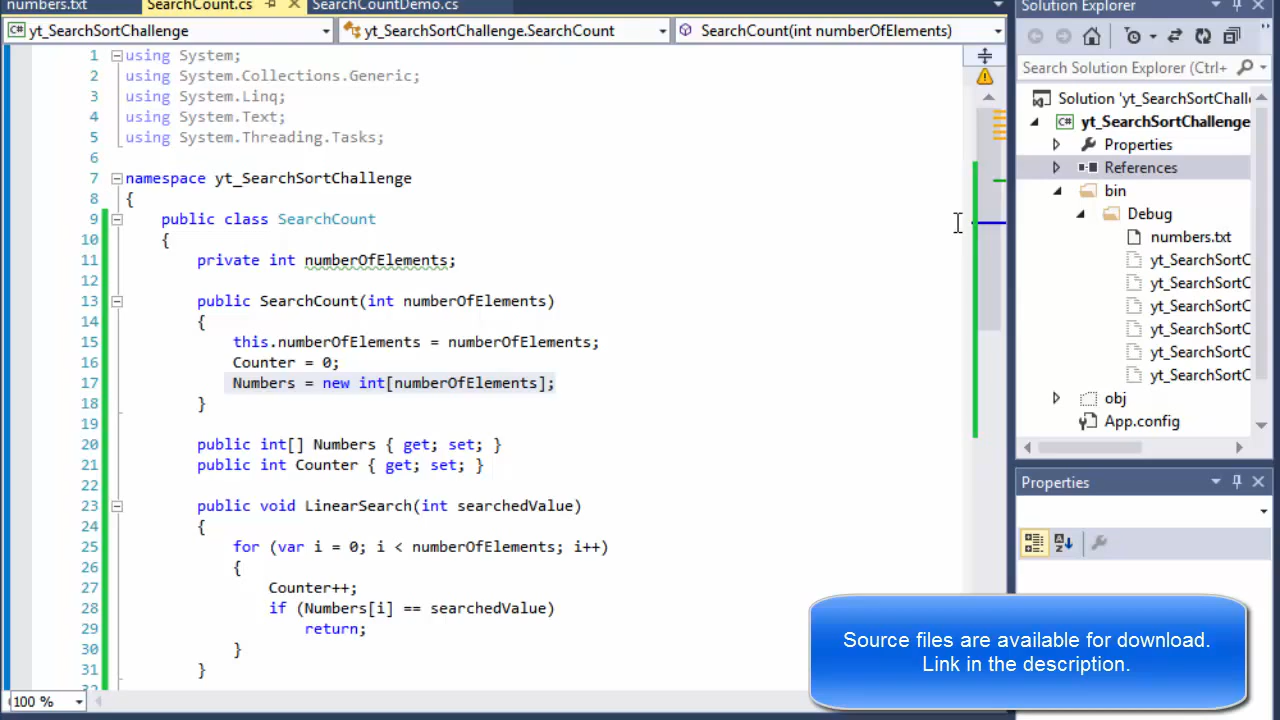 numbers.txt SearchCount.cs SearchCountDemo.cs
yt_SearchSortChallenge yt_SearchSortChallenge.SearchCount SearchCount(int numberOfElements)
1 using System;
2 using System.Collections.Generic;
3 using System.Linq;
4 using System.Text;
5 using System.Threading.Tasks;
6
7 namespace yt_SearchSortChallenge
8 {
9 public class SearchCount
10 {
11 private int numberOfElements;
12
13 public SearchCount(int numberOfElements)
14 {
15 this.numberOfElements = numberOfElements;
16 Counter = 0;
17 Numbers = new int[numberOfElements];
18 }
19
20 public int[] Numbers { get; set; }
21 public int Counter { get; set; }
22
23 public void LinearSearch(int searchedValue)
24 {
25 for (var i = 0; i < numberOfElements; i++)
26 {
27 Counter++;
28 if (Numbers[i] == searchedValue)
29 return;
30 }
31 }
100 %
Solution Explorer
Search Solution Explorer (Ctrl+
Solution 'yt_SearchSortChall
C# yt_SearchSortChallenge
Properties
References
bin
Debug
numbers.txt
yt_SearchSortC
yt_SearchSortC
yt_SearchSortC
yt_SearchSortC
yt_SearchSortC
yt_SearchSortC
obj
App.config
Properties
Source files are available for download.
Link in the description.